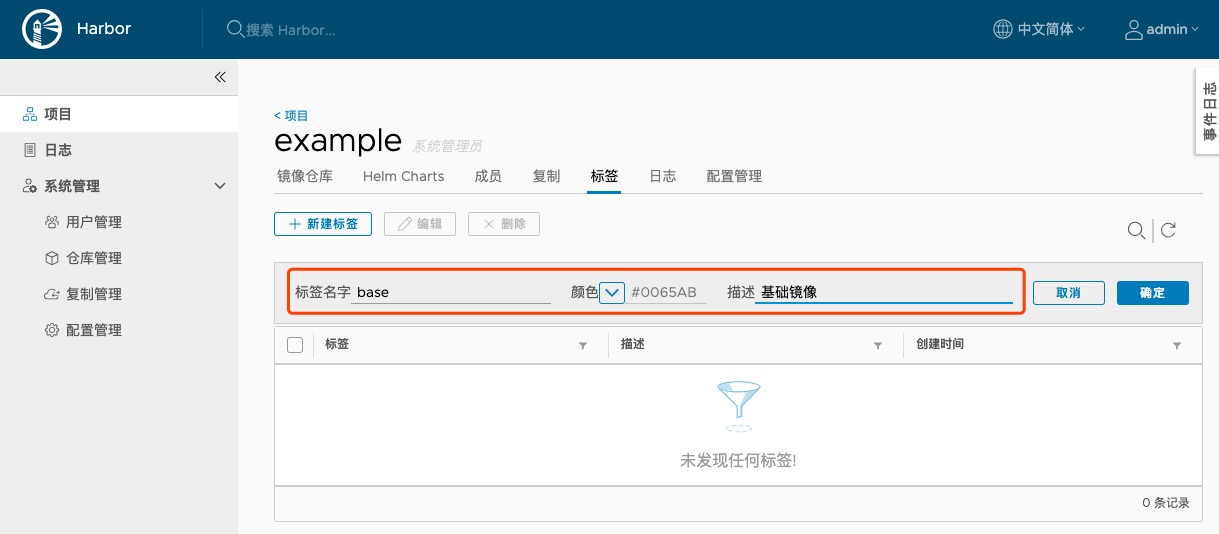 Harbor
搜索 Harbor...
中文简体
admin
事件日志
项目
日志
系统管理
用户管理
仓库管理
复制管理
配置管理
< 项目
example 系统管理员
镜像仓库 Helm Charts 成员 复制 标签 日志 配置管理
新建标签 编辑 删除
标签名字 base 颜色 #0065AB 描述 基础镜像 取消 确定
标签 描述 创建时间
未发现任何标签!
0 条记录